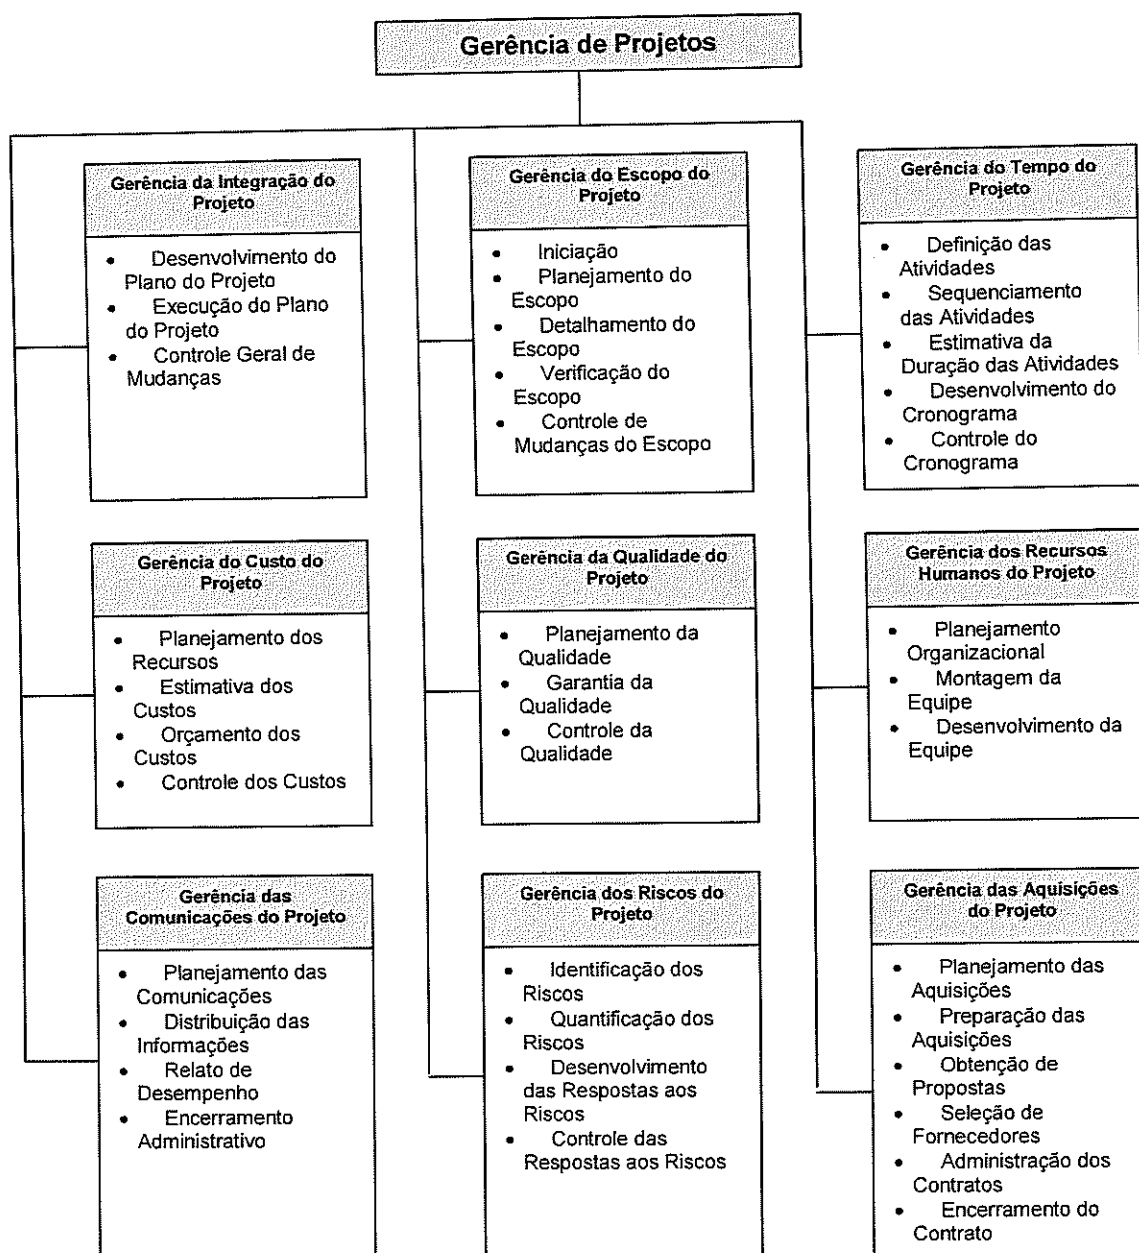 Gerência de Projetos
Gerência da Integração do
Projeto
• Desenvolvimento do
Plano do Projeto
• Execução do Plano
do Projeto
• Controle Geral de
Mudanças
Gerência do Escopo do
Projeto
• Iniciação
• Planejamento do
Escopo
• Detalhamento do
Escopo
• Verificação do
Escopo
• Controle de
Mudanças do Escopo
Gerência do Tempo do
Projeto
• Definição das
Atividades
• Sequenciamento
das Atividades
• Estimativa da
Duração das Atividades
• Desenvolvimento do
Cronograma
• Controle do
Cronograma
Gerência do Custo do
Projeto
• Planejamento dos
Recursos
• Estimativa dos
Custos
• Orçamento dos
Custos
• Controle dos Custos
Gerência da Qualidade do
Projeto
• Planejamento da
Qualidade
• Garantia da
Qualidade
• Controle da
Qualidade
Gerência dos Recursos
Humanos do Projeto
• Planejamento
Organizacional
• Montagem da
Equipe
• Desenvolvimento da
Equipe
Gerência das
Comunicações do Projeto
• Planejamento das
Comunicações
• Distribuição das
Informações
• Relato de
Desempenho
• Encerramento
Administrativo
Gerência dos Riscos do
Projeto
• Identificação dos
Riscos
• Quantificação dos
Riscos
• Desenvolvimento
das Respostas aos
Riscos
• Controle das
Respostas aos Riscos
Gerência das Aquisições
do Projeto
• Planejamento das
Aquisições
• Preparação das
Aquisições
• Obtenção de
Propostas
• Seleção de
Fornecedores
• Administração dos
Contratos
• Encerramento do
Contrato